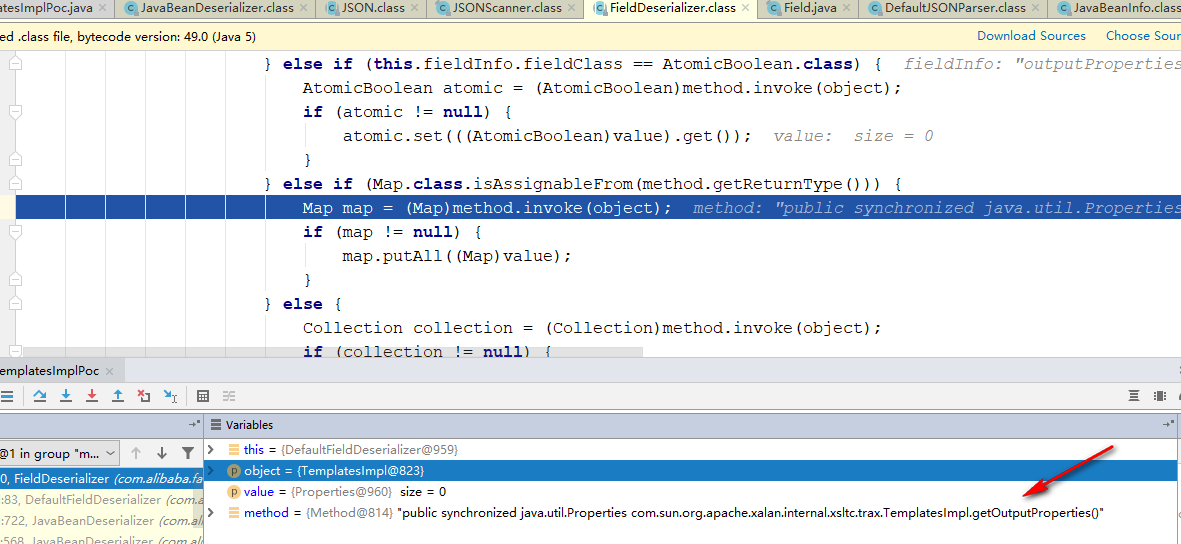 atesImplPoc.java JavaBeanDeserializer.class JSON.class JSONScanner.class FieldDeserializer.class Field.java DefaultJSONParser.class JavaBeanInfo.class
ed .class file, bytecode version: 49.0 (Java 5) Download Sources Choose Sour
} else if (this.fieldInfo.fieldClass == AtomicBoolean.class) { fieldInfo: "outputProperties
AtomicBoolean atomic = (AtomicBoolean)method.invoke(object);
if (atomic != null) {
atomic.set(((AtomicBoolean)value).get()); value: size = 0
}
} else if (Map.class.isAssignableFrom(method.getReturnType())) {
Map map = (Map)method.invoke(object); method: "public synchronized java.util.Properties
if (map != null) {
map.putAll((Map)value);
}
} else {
Collection collection = (Collection)method.invoke(object);
if (collection != null) {
emplatesImplPoc
Variables
@1 in group "m...
this = {DefaultFieldDeserializer@959}
0, FieldDeserializer (com.alibaba.fa
object = {TemplatesImpl@823}
:83, DefaultFieldDeserializer (com.a
value = {Properties@960} size = 0
:722, JavaBeanDeserializer (com.al
method = {Method@814} "public synchronized java.util.Properties com.sun.org.apache.xalan.internal.xsltc.trax.TemplatesImpl.getOutputProperties()"
:568, JavaBeanDeserializer (com.al